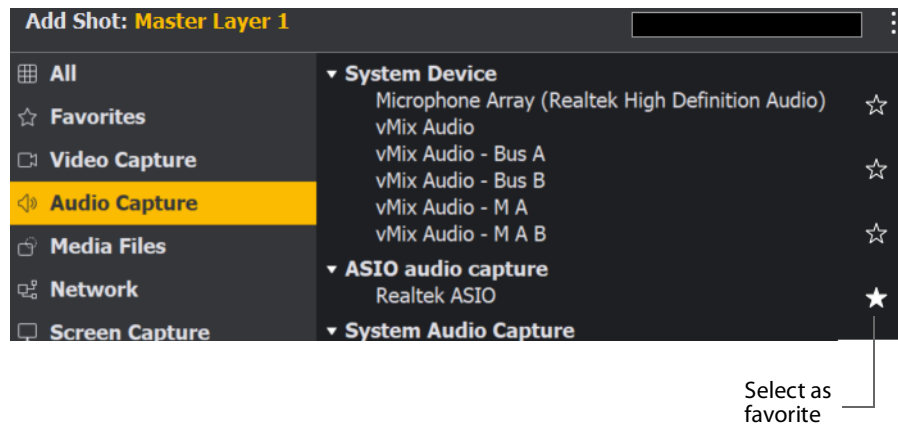 Add Shot: Master Layer 1
All
Favorites
Video Capture
Audio Capture
Media Files
Network
Screen Capture
System Device
Microphone Array (Realtek High Definition Audio)
vMix Audio
vMix Audio - Bus A
vMix Audio - Bus B
vMix Audio - M A
vMix Audio - M A B
ASIO audio capture
Realtek ASIO
System Audio Capture
Select as
favorite